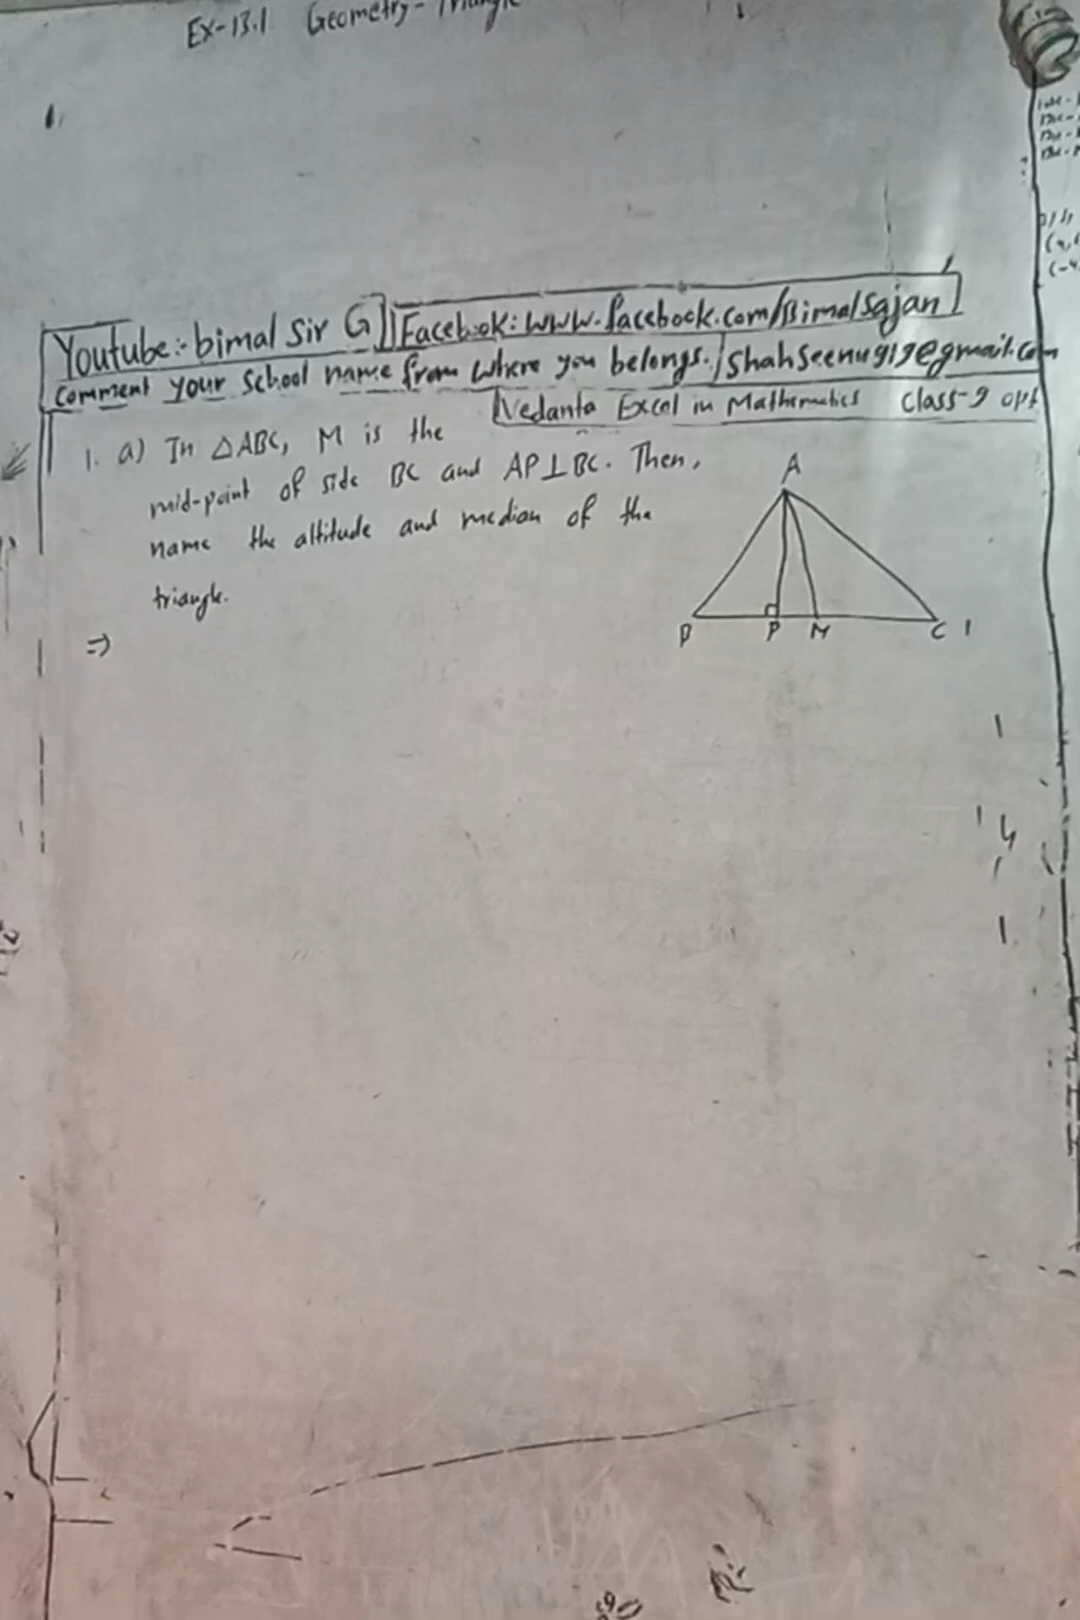 Ex-13.1 Geometry- Triangle
1.
Youtube:- bimal Sir G Facebook: www.facebook.com/Bimalsajan
Comment your School name from where you belongs.
Vedanta Excel in Mathematics Class-9 opt
1. a) In △ABC, M is the
mid-point of side BC and AP⊥BC. Then,
name the altitude and median of the
triangle.
⇒
A
B P M C